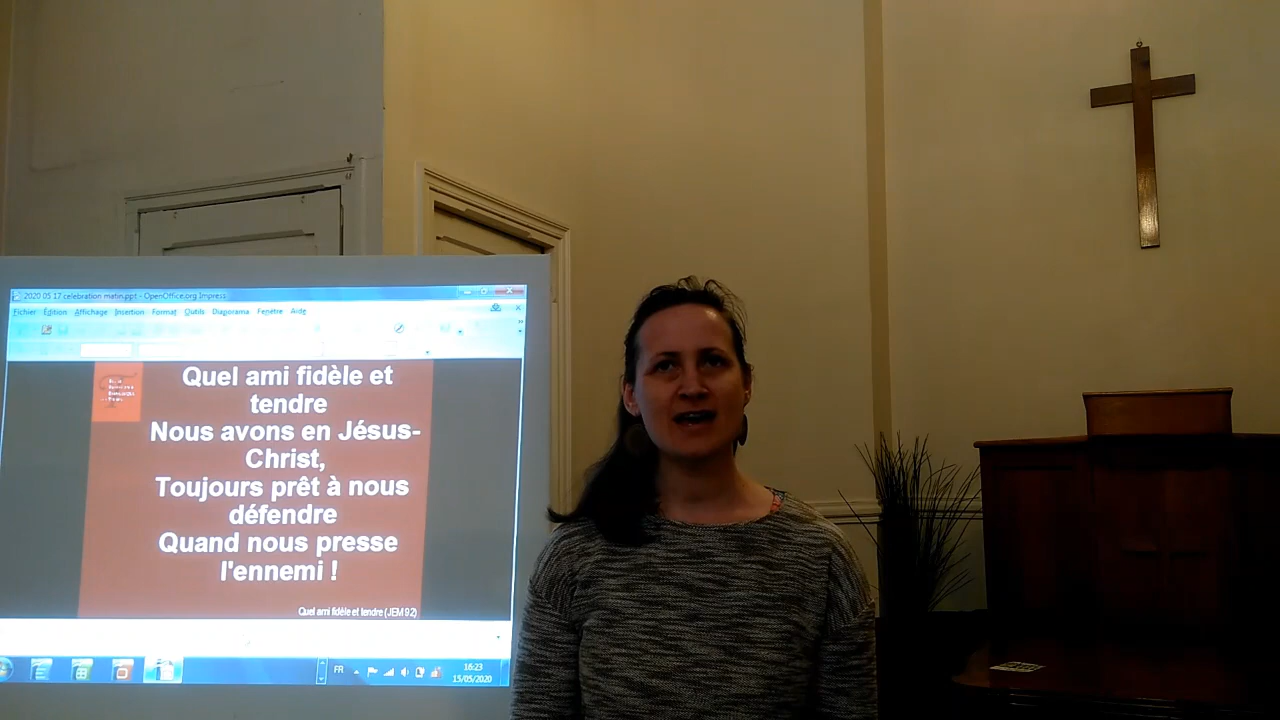 2020 05 17 celebration matin.ppt - OpenOffice.org Impress
Fichier Édition Affichage Insertion Format Outils Diaporama Fenêtre Aide
Quel ami fidèle et
tendre
Nous avons en Jésus-
Christ,
Toujours prêt à nous
défendre
Quand nous presse
l'ennemi !
Quel ami fidèle et tendre (JEM 92)
FR
16:23
15/05/2020